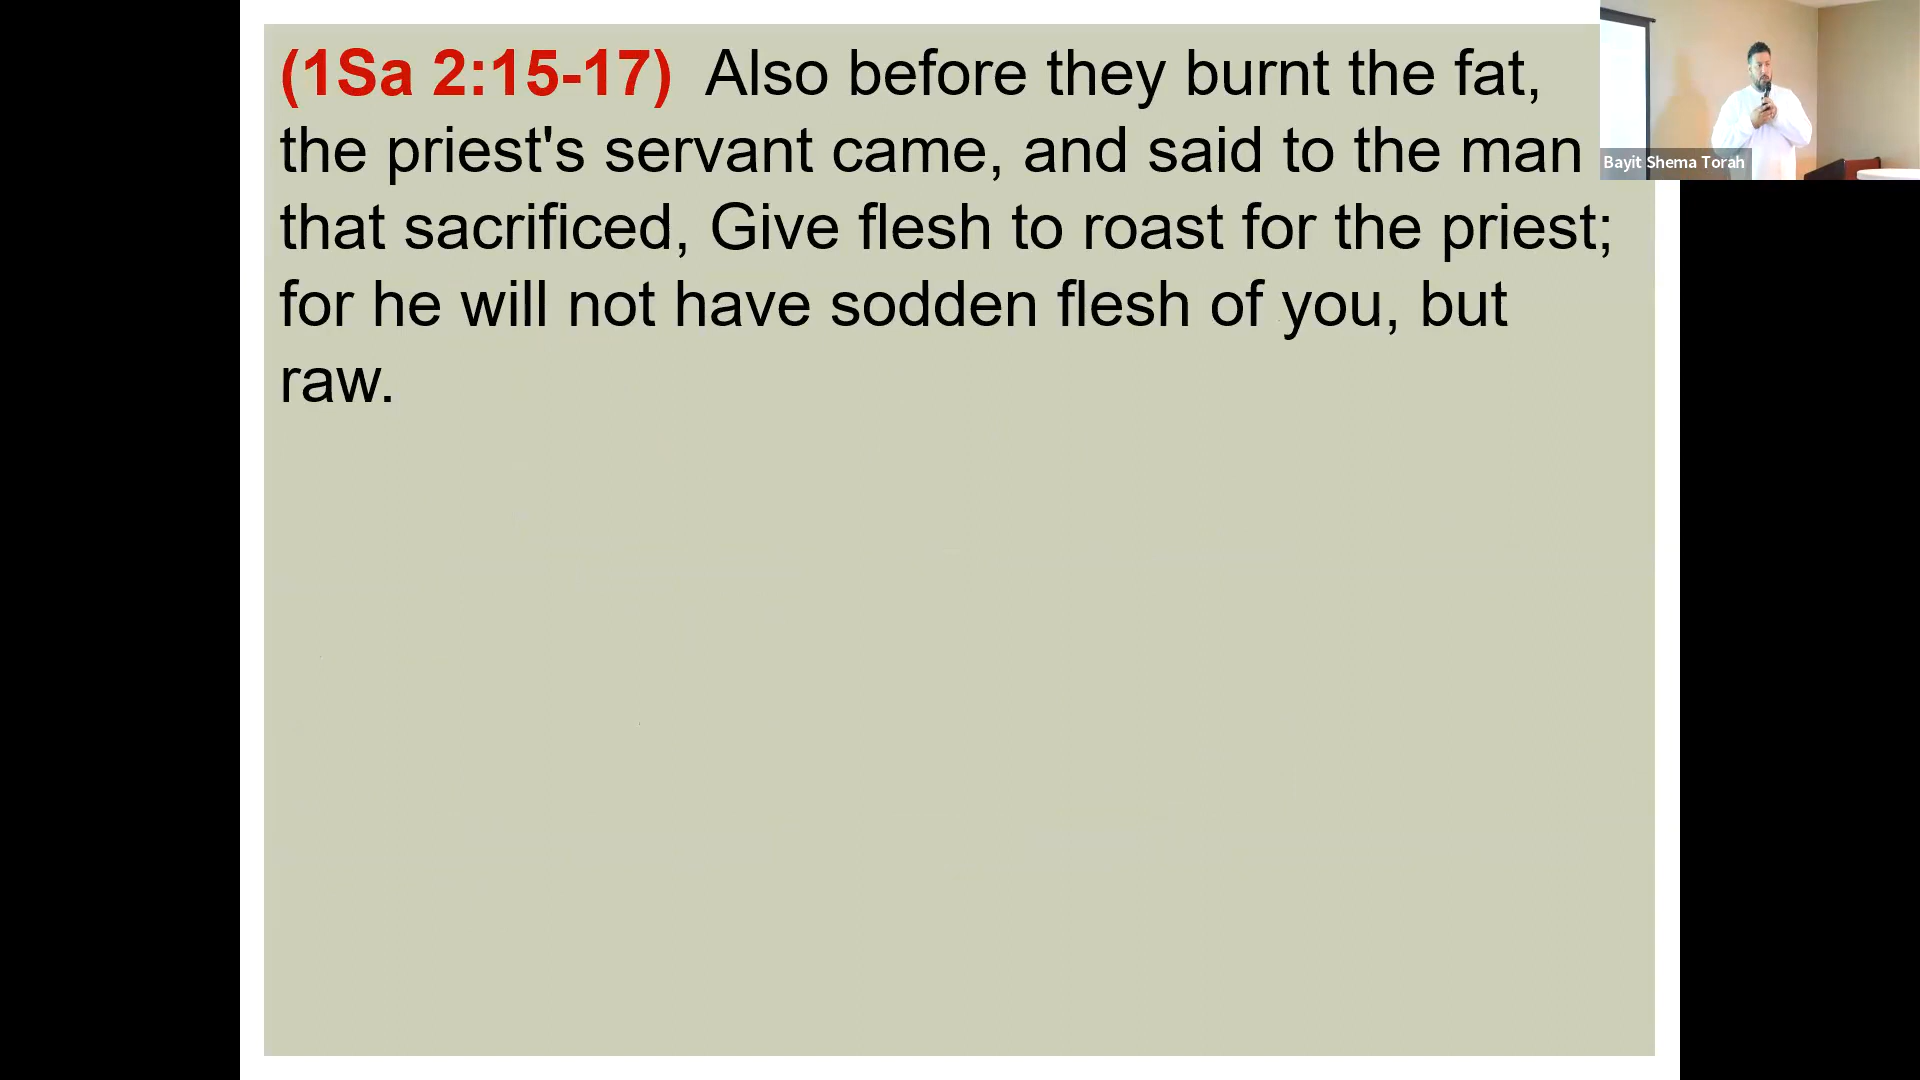 (1Sa 2:15-17)  Also before they burnt the fat,
the priest's servant came, and said to the man
that sacrificed, Give flesh to roast for the priest;
for he will not have sodden flesh of you, but
raw.
Bayit Shema Torah